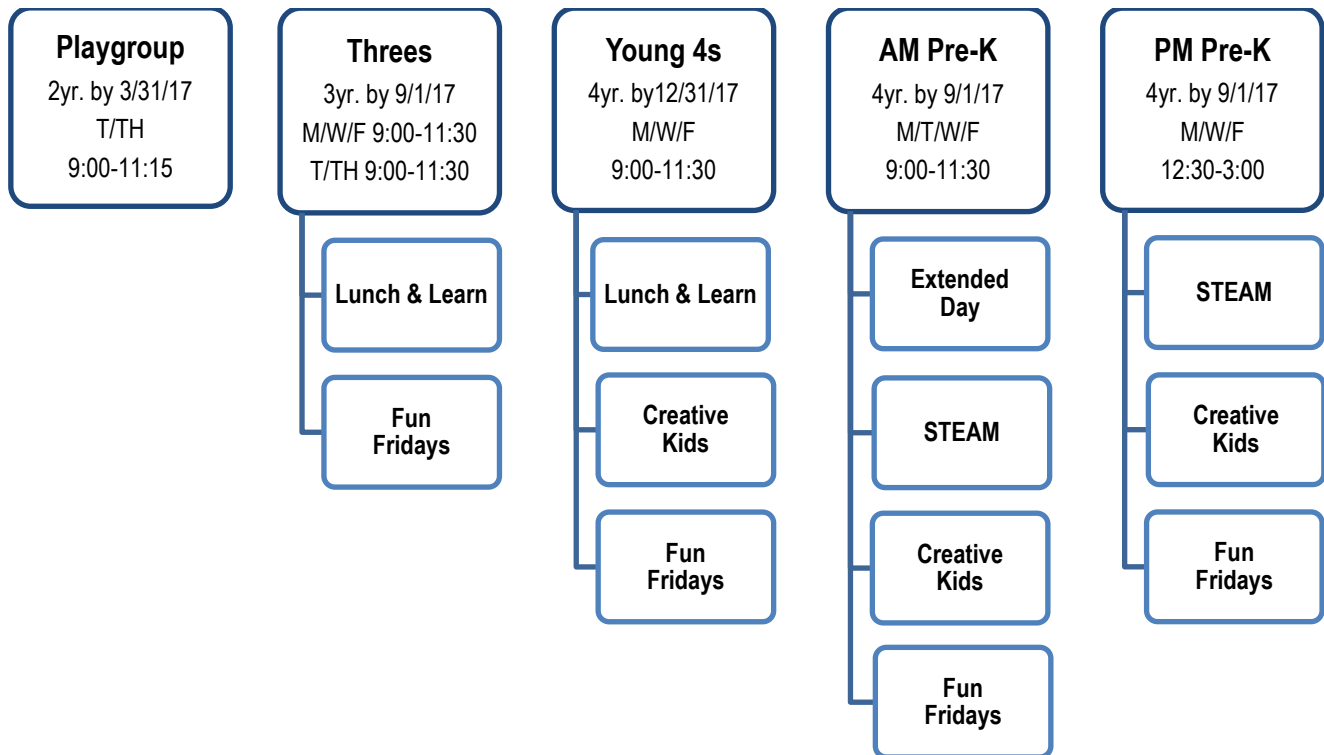 Playgroup
2yr. by 3/31/17
T/TH
9:00-11:15
Threes
3yr. by 9/1/17
M/W/F 9:00-11:30
T/TH 9:00-11:30
Lunch & Learn
Fun
Fridays
Young 4s
4yr. by12/31/17
M/W/F
9:00-11:30
Lunch & Learn
Creative
Kids
Fun
Fridays
AM Pre-K
4yr. by 9/1/17
M/T/W/F
9:00-11:30
Extended
Day
STEAM
Creative
Kids
Fun
Fridays
PM Pre-K
4yr. by 9/1/17
M/W/F
12:30-3:00
STEAM
Creative
Kids
Fun
Fridays